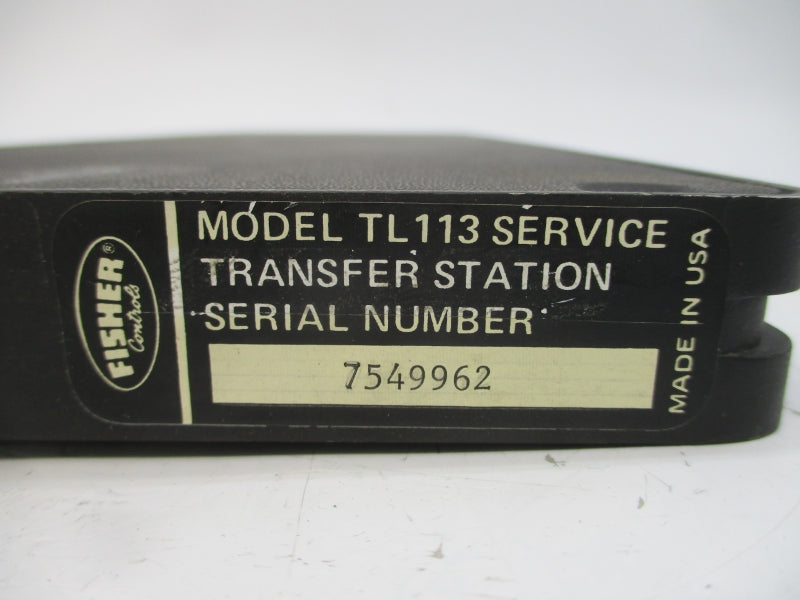 FISHER®
Controls
MODEL TL113 SERVICE
TRANSFER STATION
SERIAL NUMBER
7549962
MADE IN USA